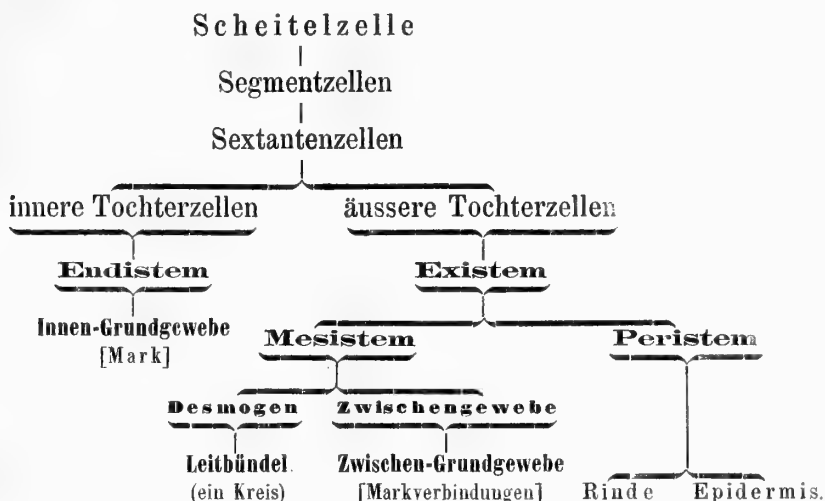 Scheitelzelle
Segmentzellen
Sextantenzellen
innere Tochterzellen äussere Tochterzellen
Endistem Existem
Innen-Grundgewebe
[Mark]
Mesistem Peristem
Desmogen Zwischengewebe
Leitbündel Zwischen-Grundgewebe
(ein Kreis) [Markverbindungen] Rinde Epidermis.